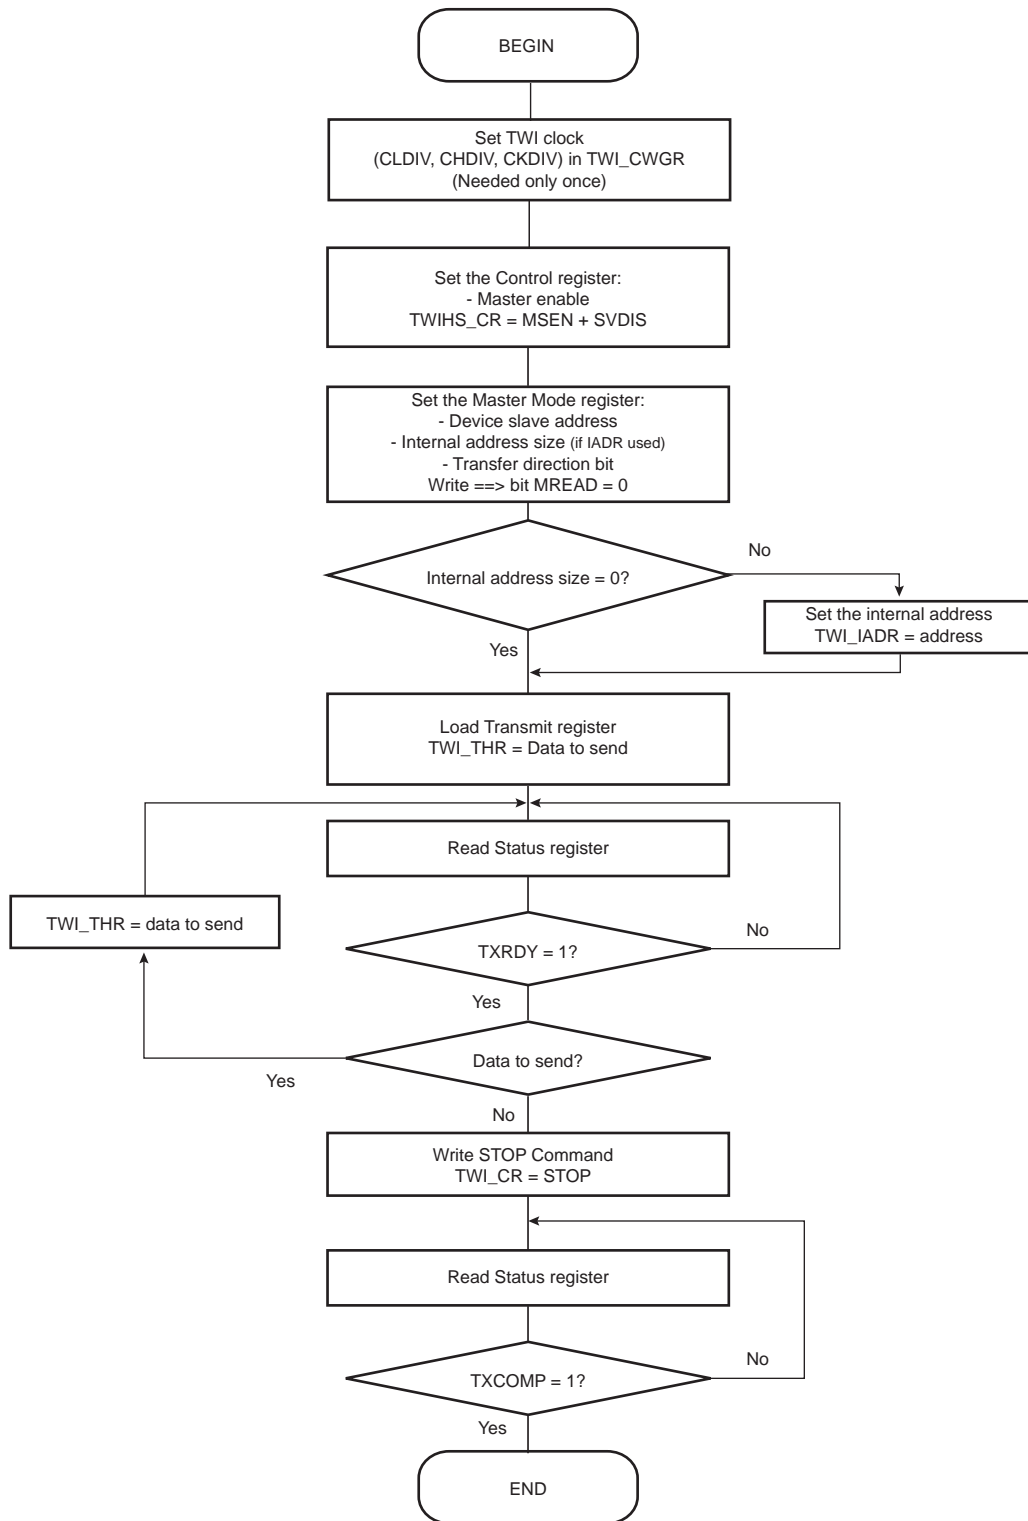 BEGIN
Set TWI clock
(CLDIV, CHDIV, CKDIV) in TWI_CWGR
(Needed only once)
Set the Control register:
- Master enable
TWIHS_CR = MSEN + SVDIS
Set the Master Mode register:
- Device slave address
- Internal address size (if IADR used)
- Transfer direction bit
Write ==> bit MREAD = 0
No
Internal address size = 0?
Set the internal address
TWI_IADR = address
Yes
Load Transmit register
TWI_THR = Data to send
Read Status register
TWI_THR = data to send
No
TXRDY = 1?
Yes
Data to send?
Yes
No
Write STOP Command
TWI_CR = STOP
Read Status register
No
TXCOMP = 1?
Yes
END